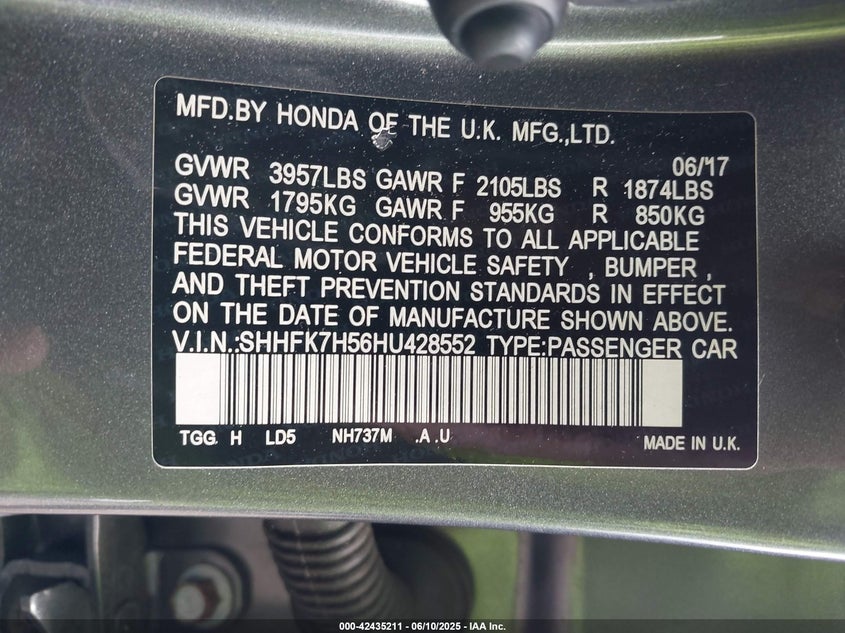 MFD.BY HONDA OF THE U.K. MFG.,LTD.
06/17
GVWR 3957LBS GAWR F 2105LBS R 1874LBS
GVWR 1795KG GAWR F 955KG R 850KG
THIS VEHICLE CONFORMS TO ALL APPLICABLE
FEDERAL MOTOR VEHICLE SAFETY , BUMPER ,
AND THEFT PREVENTION STANDARDS IN EFFECT
ON THE DATE OF MANUFACTURE SHOWN ABOVE.
V.I.N.:SHHFK7H56HU428552 TYPE:PASSENGER CAR
TGG H LD5 NH737M .A .U
MADE IN U.K.
000-42435211 - 06/10/2025 - IAA Inc.